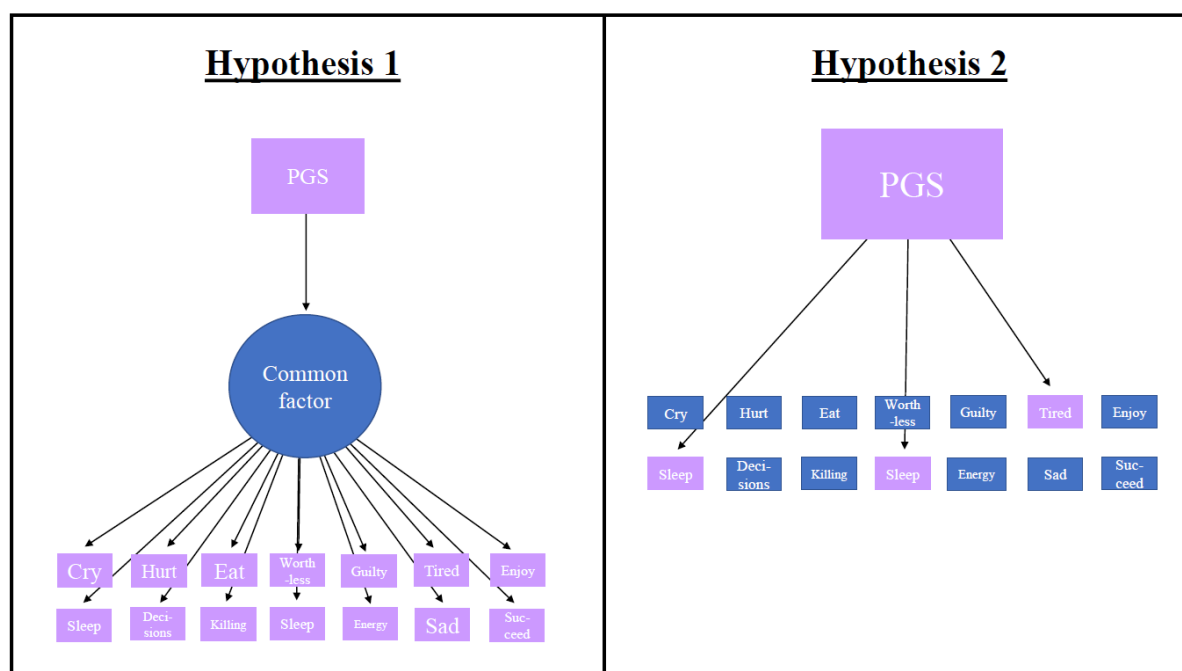 Hypothesis 1
PGS
Common
factor
Cry
Hurt
Eat
Worth
-less
Guilty
Tired
Enjoy
Sleep
Deci-
sions
Killing
Sleep
Energy
Sad
Suc-
ceed
Hypothesis 2
PGS
Cry
Hurt
Eat
Worth
-less
Guilty
Tired
Enjoy
Sleep
Deci-
sions
Killing
Sleep
Energy
Sad
Suc-
ceed